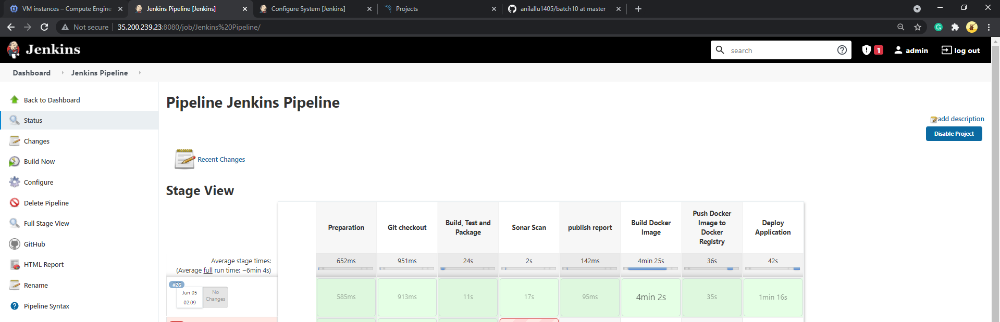 VM instances – Compute Engine
Jenkins Pipeline [Jenkins]
Configure System [Jenkins]
Projects
anilallu1405/batch10 at master
Not secure
35.200.239.23:8080/job/Jenkins%20Pipeline/
Jenkins
search
1
admin
log out
Dashboard
Jenkins Pipeline
Back to Dashboard
Status
Changes
Build Now
Configure
Delete Pipeline
Full Stage View
GitHub
HTML Report
Rename
Pipeline Syntax
Pipeline Jenkins Pipeline
add description
Disable Project
Recent Changes
Stage View
Preparation
Git checkout
Build, Test and
Package
Sonar Scan
publish report
Build Docker
Image
Push Docker
Image to
Docker
Registry
Deploy
Application
Average stage times:
(Average full run time: ~6min 4s)
652ms
951ms
24s
2s
142ms
4min 25s
36s
42s
#26
Jun 05
02:09
No
Changes
585ms
913ms
11s
17s
95ms
4min 2s
35s
1min 16s